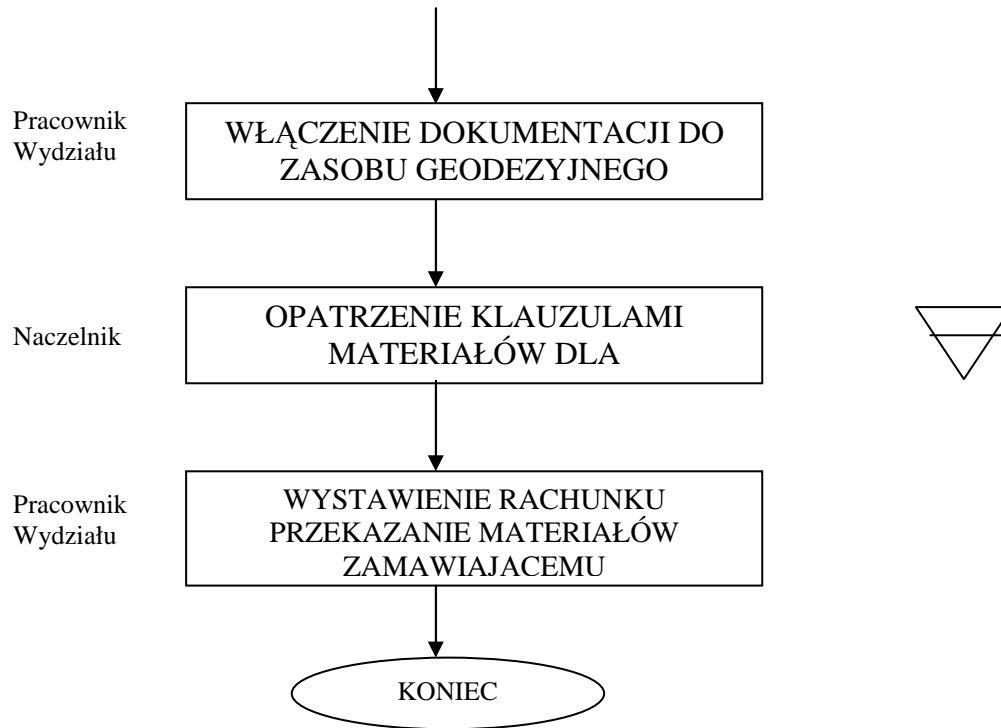 Pracownik
Wydziału
WŁĄCZENIE DOKUMENTACJI DO
ZASOBU GEODEZYJNEGO
Naczelnik
OPATRZENIE KLAUZULAMI
MATERIAŁÓW DLA
Pracownik
Wydziału
WYSTAWIENIE RACHUNKU
PRZEKAZANIE MATERIAŁÓW
ZAMAWIAJACEMU
KONIEC